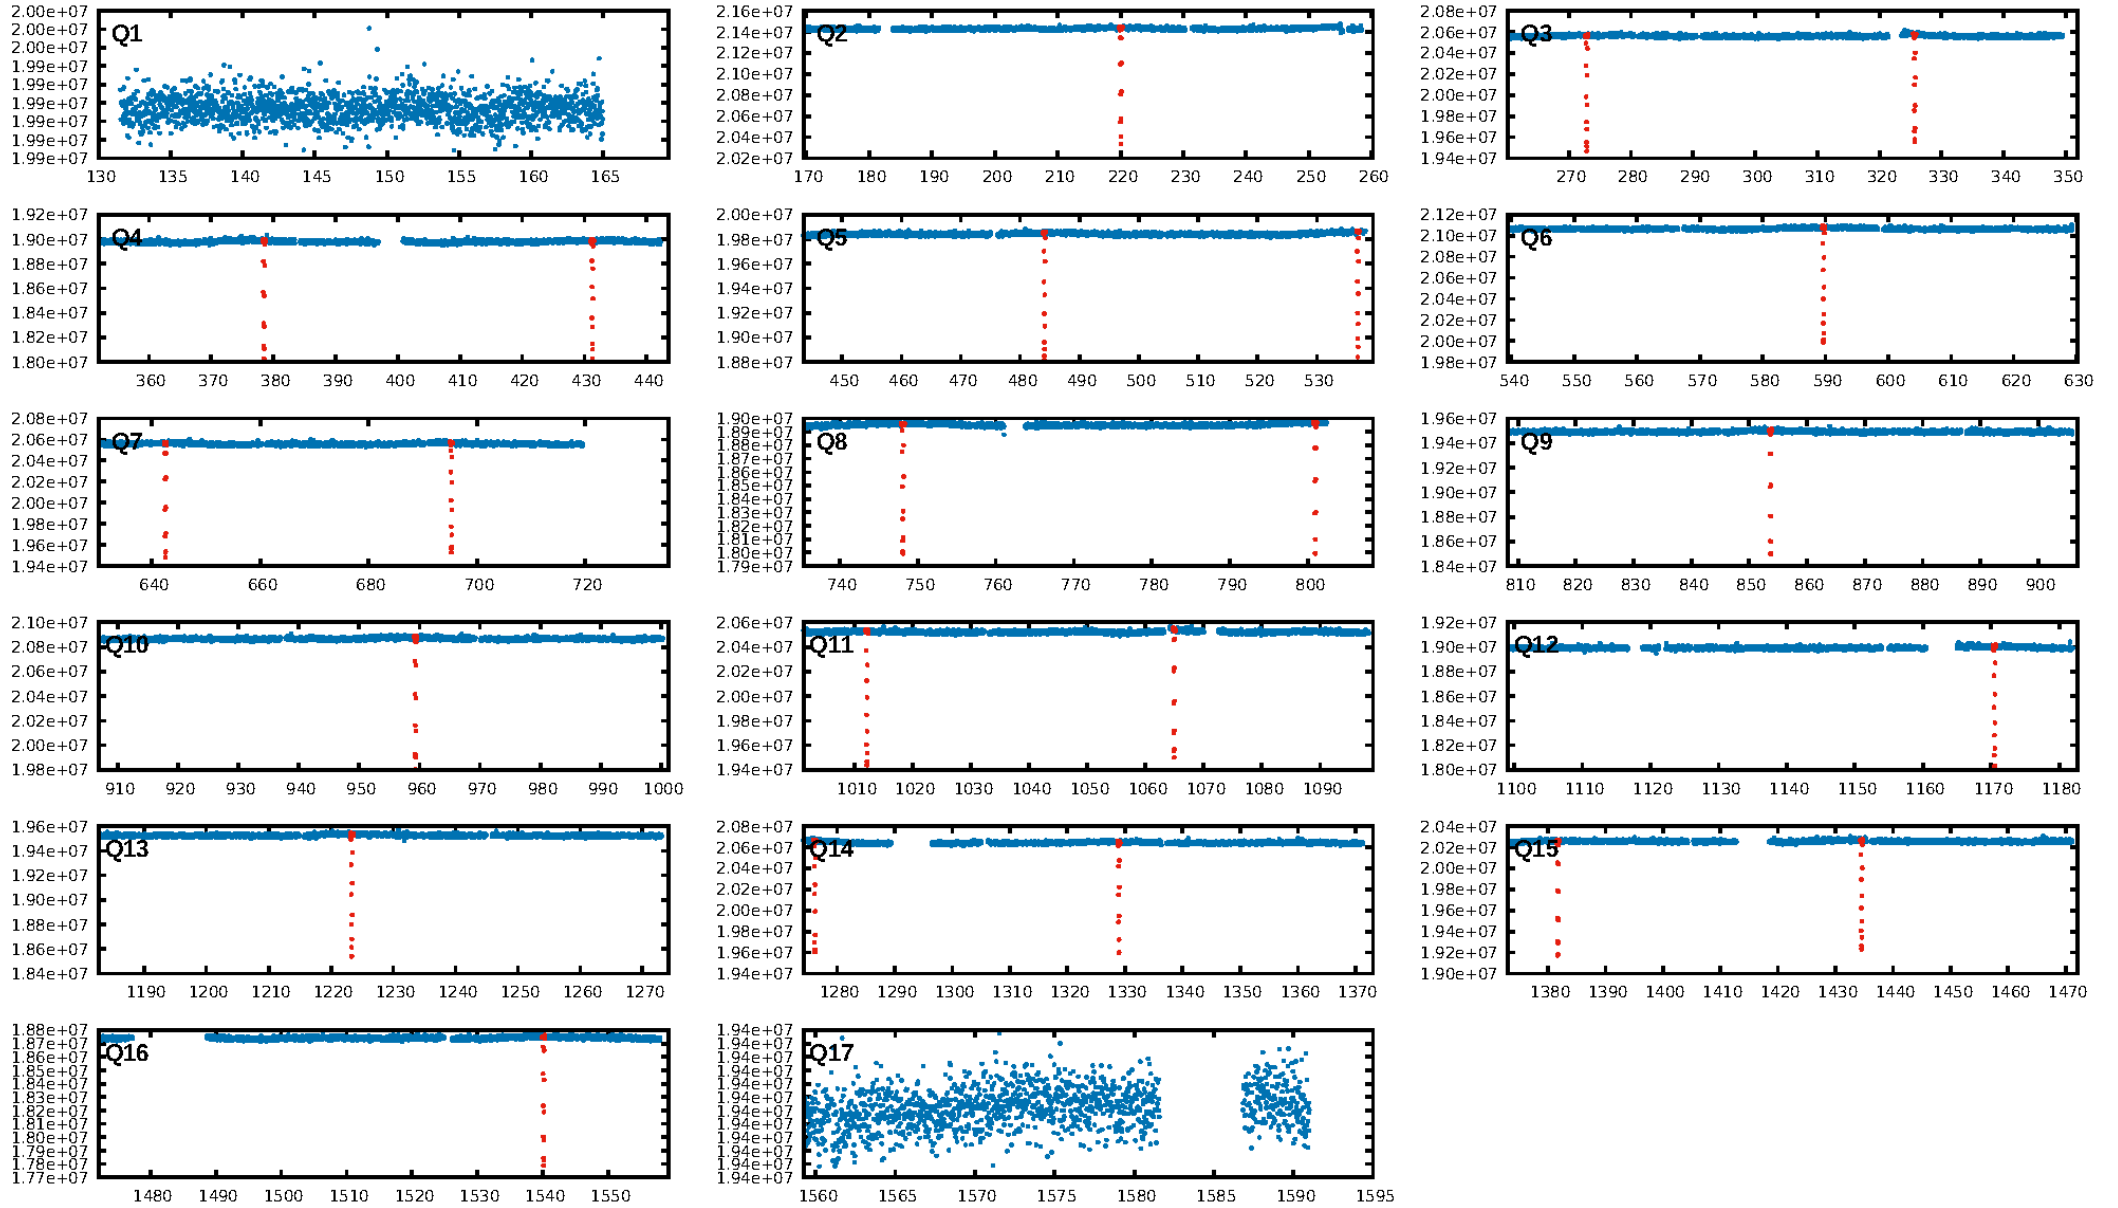 Q1
2.00e+07
2.00e+07
2.00e+07
1.99e+07
1.99e+07
1.99e+07
1.99e+07
1.99e+07
1.99e+07
130 135 140 145 150 155 160 165
Q2
2.16e+07
2.14e+07
2.12e+07
2.10e+07
2.08e+07
2.06e+07
2.04e+07
2.02e+07
170 180 190 200 210 220 230 240 250 260
Q3
2.08e+07
2.06e+07
2.04e+07
2.02e+07
2.00e+07
1.98e+07
1.96e+07
1.94e+07
270 280 290 300 310 320 330 340 350
Q4
1.92e+07
1.90e+07
1.88e+07
1.86e+07
1.84e+07
1.82e+07
1.80e+07
360 370 380 390 400 410 420 430 440
Q5
2.00e+07
1.98e+07
1.96e+07
1.94e+07
1.92e+07
1.90e+07
1.88e+07
450 460 470 480 490 500 510 520 530
Q6
2.12e+07
2.10e+07
2.08e+07
2.06e+07
2.04e+07
2.02e+07
2.00e+07
1.98e+07
540 550 560 570 580 590 600 610 620 630
Q7
2.08e+07
2.06e+07
2.04e+07
2.02e+07
2.00e+07
1.98e+07
1.96e+07
1.94e+07
640 660 680 700 720
Q8
1.90e+07
1.89e+07
1.88e+07
1.87e+07
1.86e+07
1.85e+07
1.84e+07
1.83e+07
1.82e+07
1.81e+07
1.80e+07
1.79e+07
740 750 760 770 780 790 800
Q9
1.96e+07
1.94e+07
1.92e+07
1.90e+07
1.88e+07
1.86e+07
1.84e+07
810 820 830 840 850 860 870 880 890 900
Q10
2.10e+07
2.08e+07
2.06e+07
2.04e+07
2.02e+07
2.00e+07
1.98e+07
910 920 930 940 950 960 970 980 990 1000
Q11
2.06e+07
2.04e+07
2.02e+07
2.00e+07
1.98e+07
1.96e+07
1.94e+07
1010 1020 1030 1040 1050 1060 1070 1080 1090
Q12
1.92e+07
1.90e+07
1.88e+07
1.86e+07
1.84e+07
1.82e+07
1.80e+07
1100 1110 1120 1130 1140 1150 1160 1170 1180
Q13
1.96e+07
1.94e+07
1.92e+07
1.90e+07
1.88e+07
1.86e+07
1.84e+07
1190 1200 1210 1220 1230 1240 1250 1260 1270
Q14
2.08e+07
2.06e+07
2.04e+07
2.02e+07
2.00e+07
1.98e+07
1.96e+07
1.94e+07
1280 1290 1300 1310 1320 1330 1340 1350 1360 1370
Q15
2.04e+07
2.02e+07
2.00e+07
1.98e+07
1.96e+07
1.94e+07
1.92e+07
1.90e+07
1380 1390 1400 1410 1420 1430 1440 1450 1460 1470
Q16
1.88e+07
1.87e+07
1.86e+07
1.85e+07
1.84e+07
1.83e+07
1.82e+07
1.81e+07
1.80e+07
1.79e+07
1.78e+07
1.77e+07
1480 1490 1500 1510 1520 1530 1540 1550
Q17
1.94e+07
1.94e+07
1.94e+07
1.94e+07
1.94e+07
1.94e+07
1.94e+07
1.94e+07
1.94e+07
1.94e+07
1.94e+07
1.94e+07
1560 1565 1570 1575 1580 1585 1590 1595